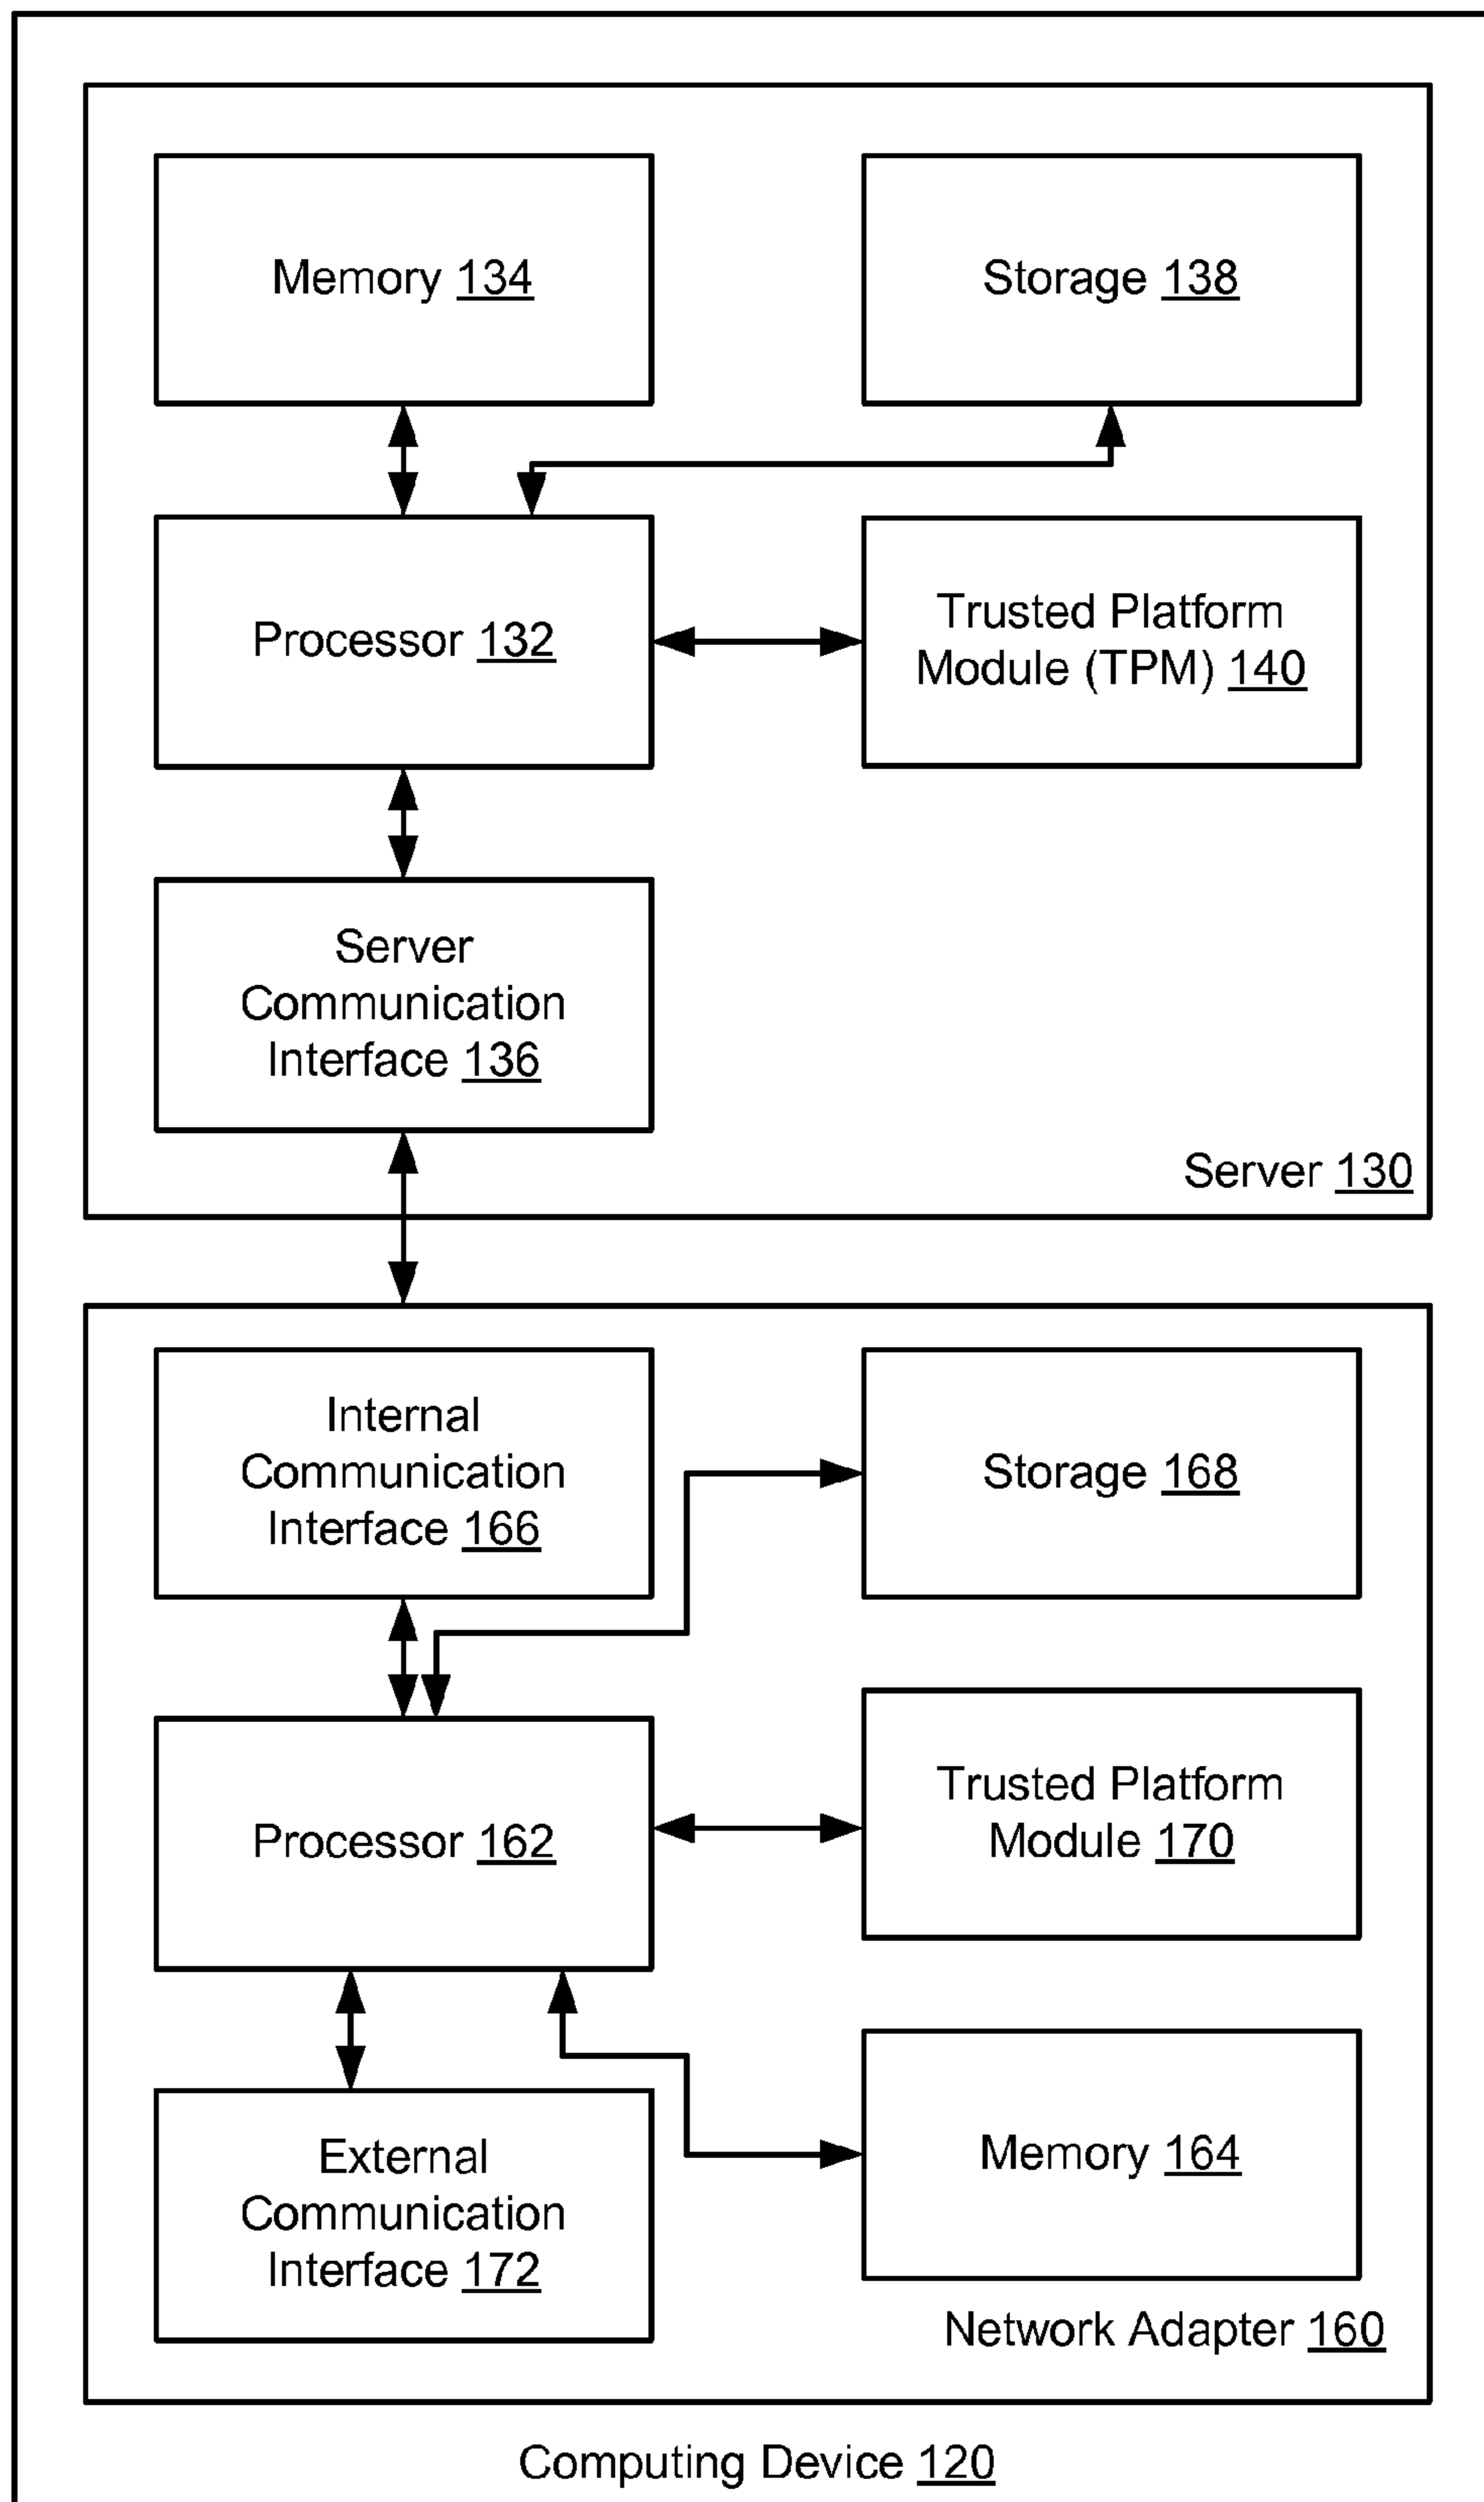 Memory 134
Storage 138
Processor 132
Trusted Platform
Module (TPM) 140
Server
Communication
Interface 136
Server 130
Internal
Communication
Interface 166
Storage 168
Processor 162
Trusted Platform
Module 170
External
Communication
Interface 172
Memory 164
Network Adapter 160
Computing Device 120